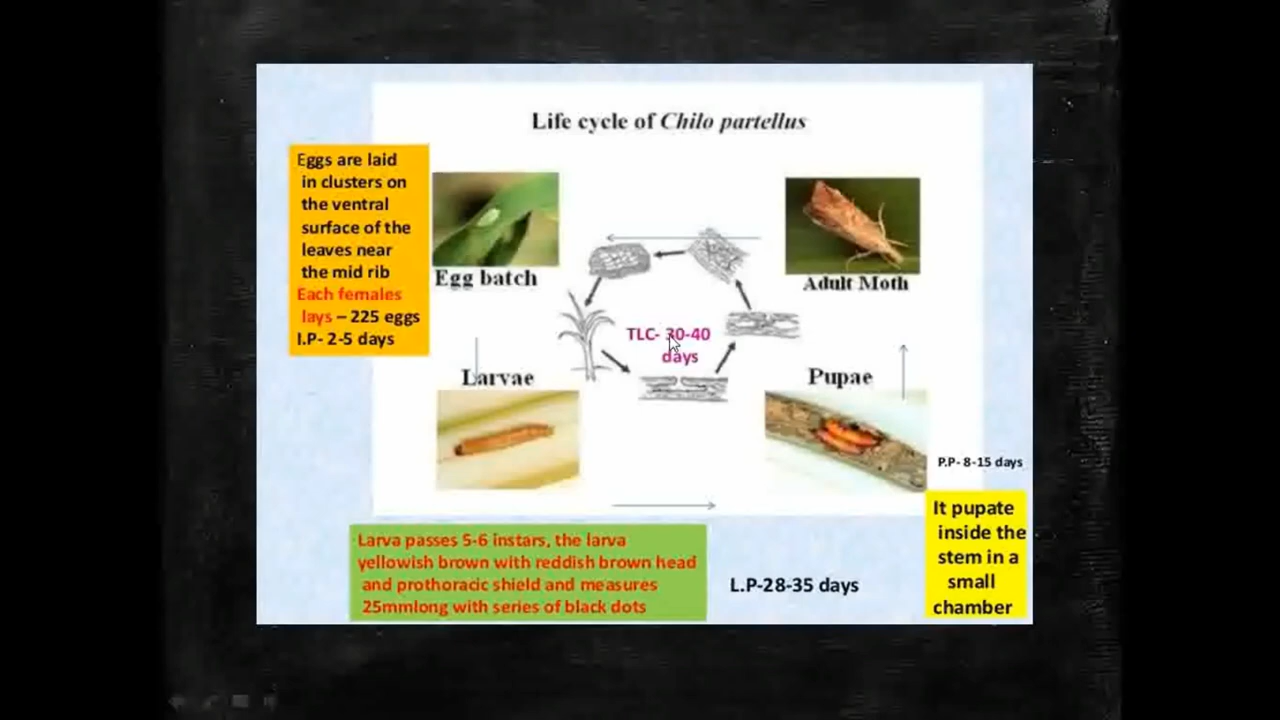 Life cycle of Chilo partellus
Eggs are laid
in clusters on
the ventral
surface of the
leaves near
the mid rib
Each females
lays – 225 eggs
I.P- 2-5 days
Egg batch
Adult Moth
TLC- 30-40
days
Larvae
Pupae
P.P- 8-15 days
It pupate
inside the
stem in a
small
chamber
Larva passes 5-6 instars, the larva
yellowish brown with reddish brown head
and prothoracic shield and measures
25mmlong with series of black dots
L.P-28-35 days